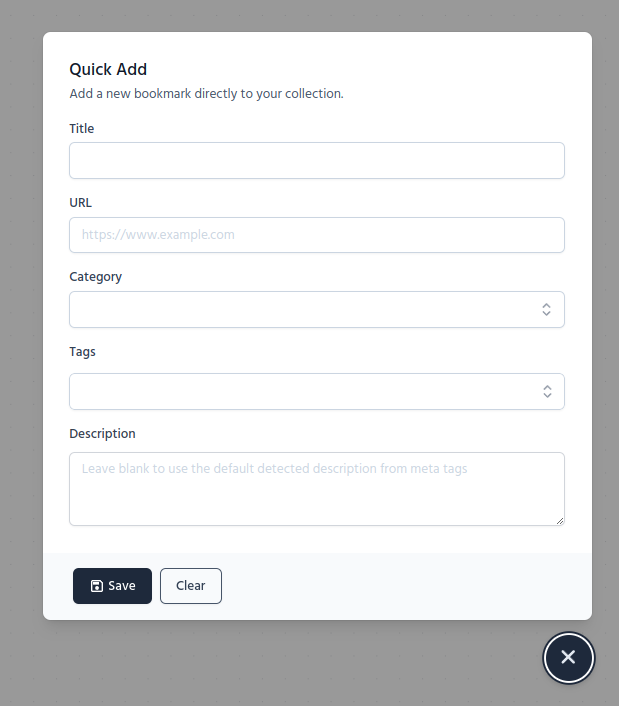 Quick Add
Add a new bookmark directly to your collection.
Title
URL
https://www.example.com
Category
Tags
Description
Leave blank to use the default detected description from meta tags
Save
Clear